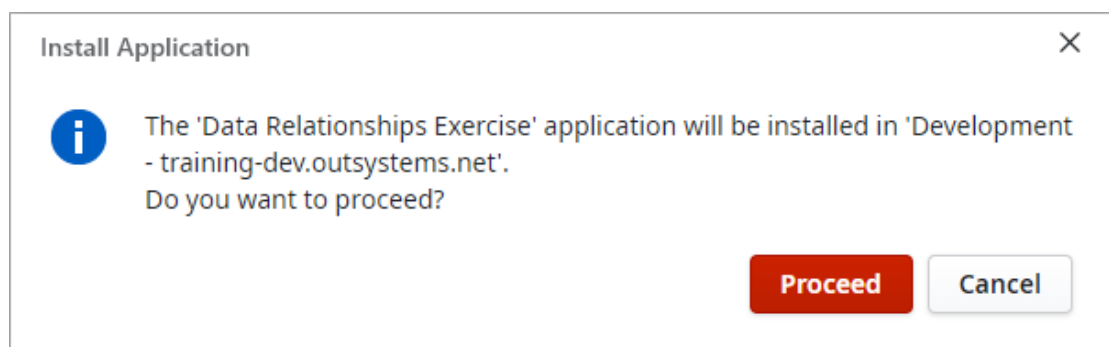 Install Application
The 'Data Relationships Exercise' application will be installed in 'Development
- training-dev.outsystems.net'.
Do you want to proceed?
Proceed Cancel